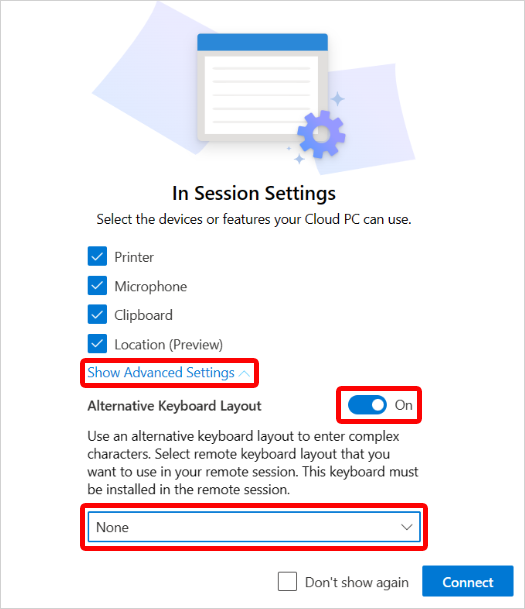 In Session Settings
Select the devices or features your Cloud PC can use.
Printer
Microphone
Clipboard
Location (Preview)
Show Advanced Settings
Alternative Keyboard Layout On
Use an alternative keyboard layout to enter complex
characters. Select remote keyboard layout that you
want to use in your remote session. This keyboard must
be installed in the remote session.
None
Don't show again Connect